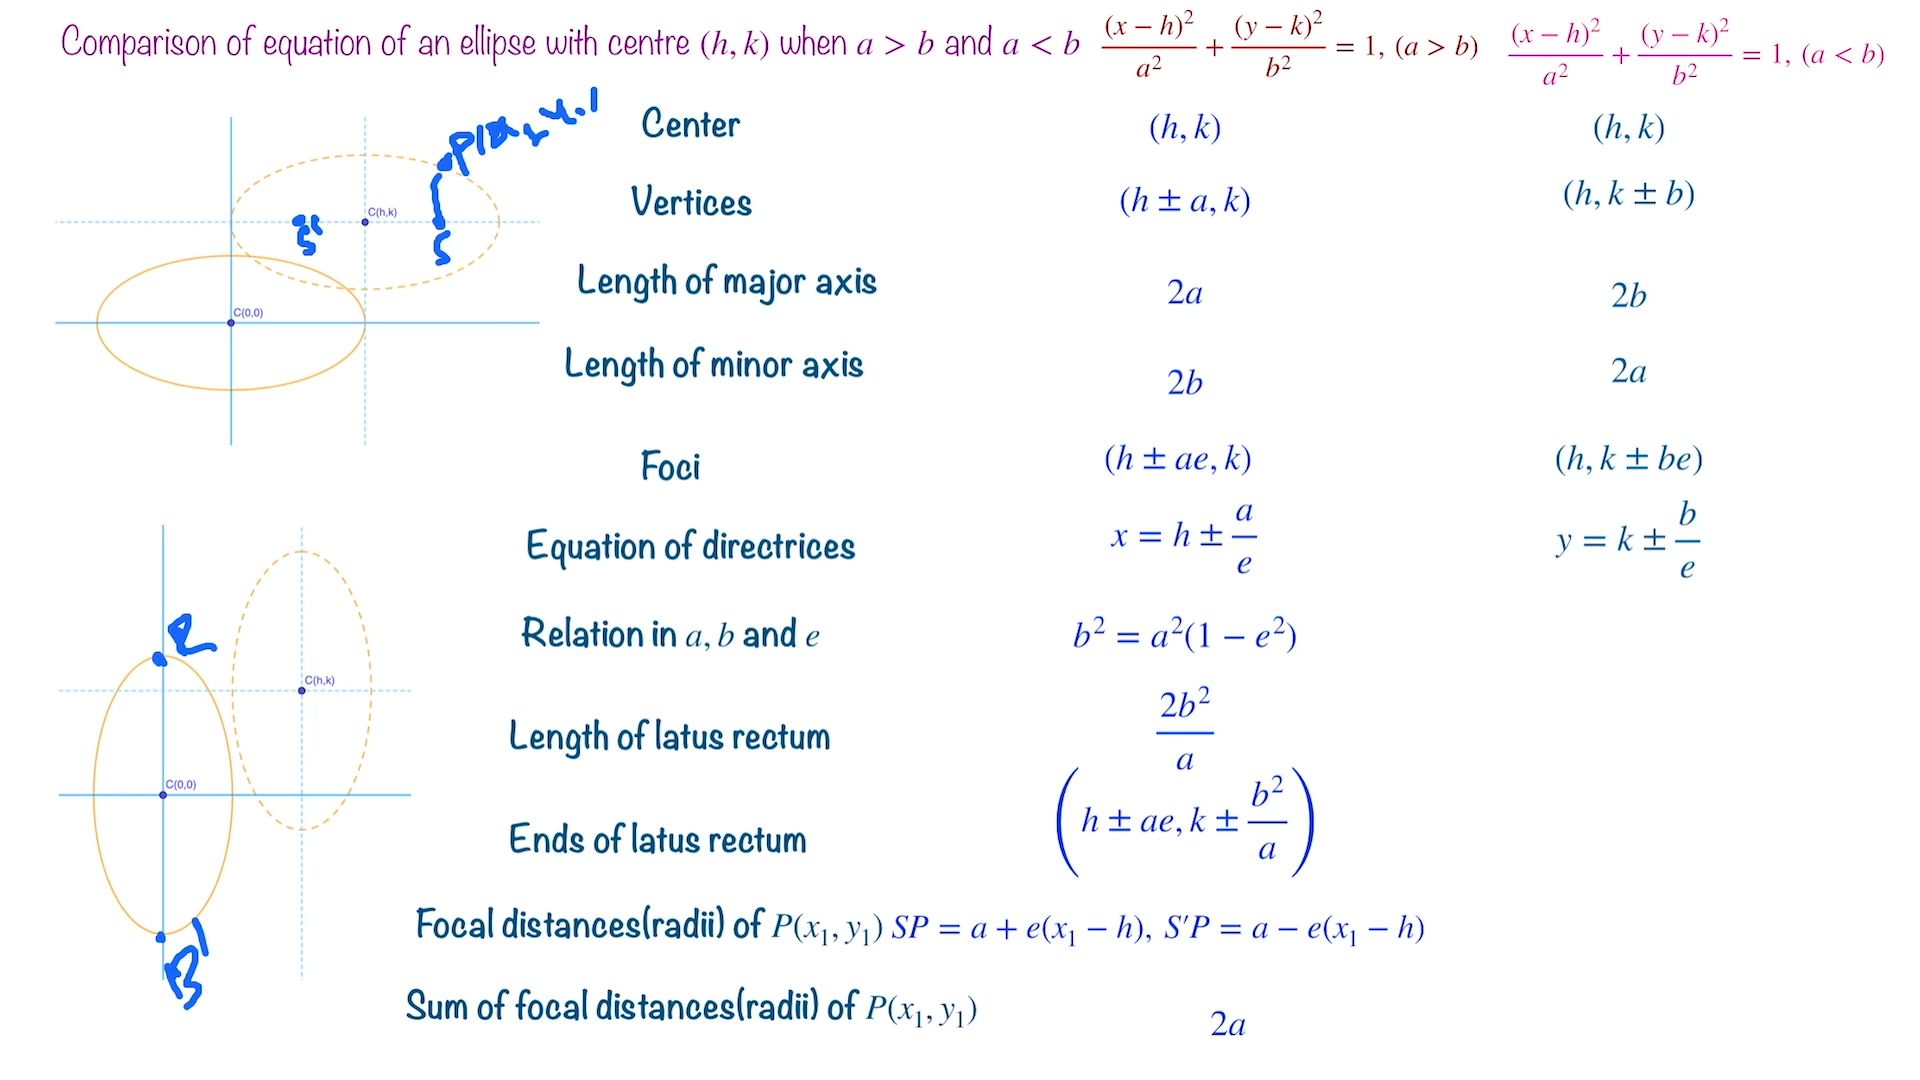 Comparison of equation of an ellipse with centre (h, k) when a > b and a < b (x − h)²/a² + (y − k)²/b² = 1, (a > b) (x − h)²/a² + (y − k)²/b² = 1, (a < b)
Center (h, k) (h, k)
Vertices (h ± a, k) (h, k ± b)
Length of major axis 2a 2b
Length of minor axis 2b 2a
Foci (h ± ae, k) (h, k ± be)
Equation of directrices x = h ± a/e y = k ± b/e
Relation in a, b and e b² = a²(1 − e²)
Length of latus rectum 2b²/a
Ends of latus rectum (h ± ae, k ± b²/a)
Focal distances(radii) of P(x₁, y₁) SP = a + e(x₁ − h), S′P = a − e(x₁ − h)
Sum of focal distances(radii) of P(x₁, y₁) 2a
C(h,k)
S' S
C(0,0)
C(h,k)
C(0,0)
B'